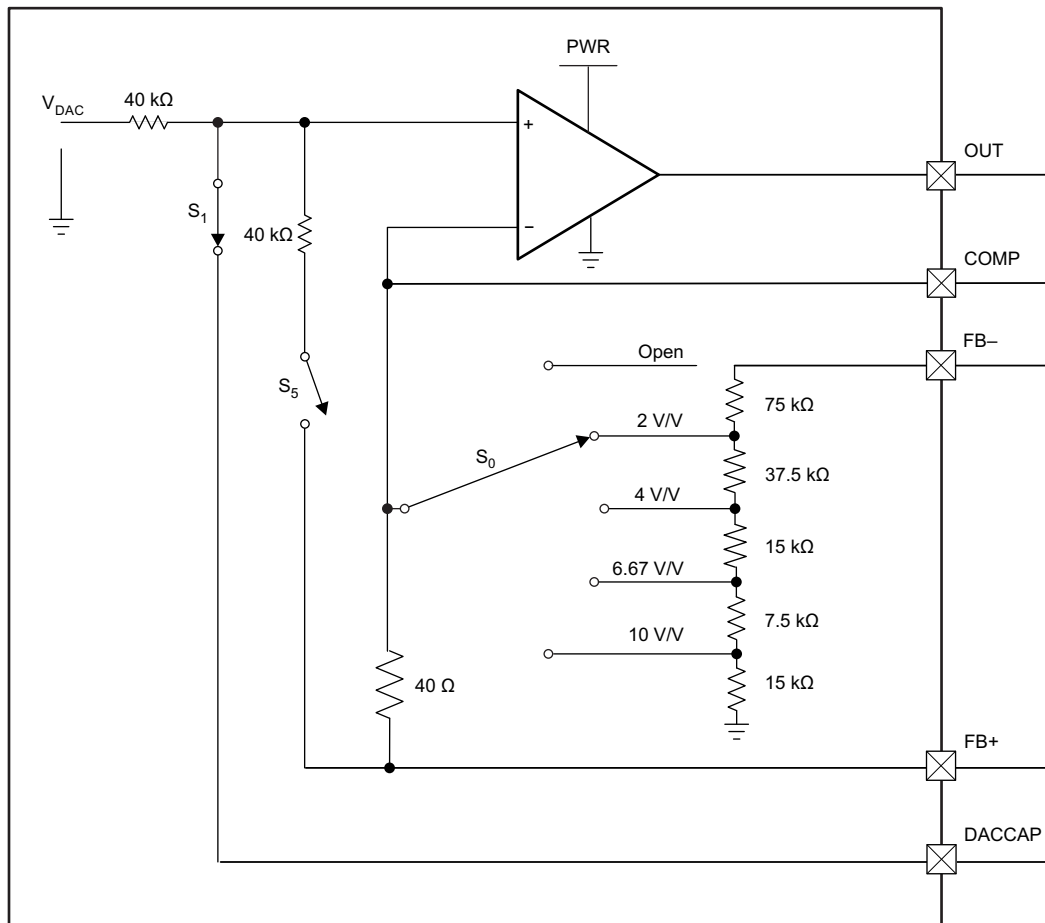 PWR
V_DAC
40 kΩ
+
OUT
S_1
40 kΩ
−
COMP
FB–
Open
75 kΩ
S_5
2 V/V
S_0
37.5 kΩ
4 V/V
15 kΩ
6.67 V/V
7.5 kΩ
10 V/V
40 Ω
15 kΩ
FB+
DACCAP